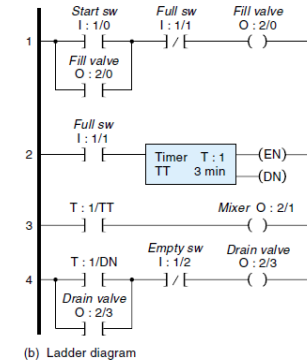 Start sw Full sw Fill valve
I : 1/0 I : 1/1 O : 2/0
1
Fill valve
O : 2/0
Full sw
I : 1/1
2
Timer T : 1
TT 3 min
(EN)
(DN)
3
T : 1/TT Mixer O : 2/1
Empty sw Drain valve
T : 1/DN I : 1/2 O : 2/3
4
Drain valve
O : 2/3
(b) Ladder diagram